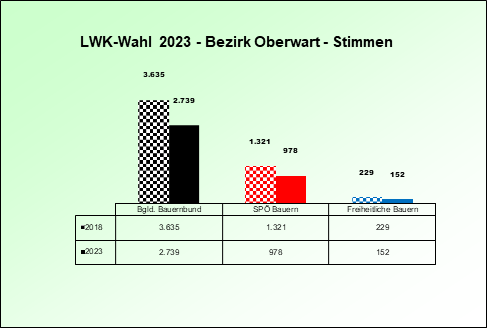 LWK-Wahl 2023 - Bezirk Oberwart - Stimmen
3.635
2.739
1.321
978
229
152
Bgld. Bauernbund SPÖ Bauern Freiheitliche Bauern
2018 3.635 1.321 229
2023 2.739 978 152